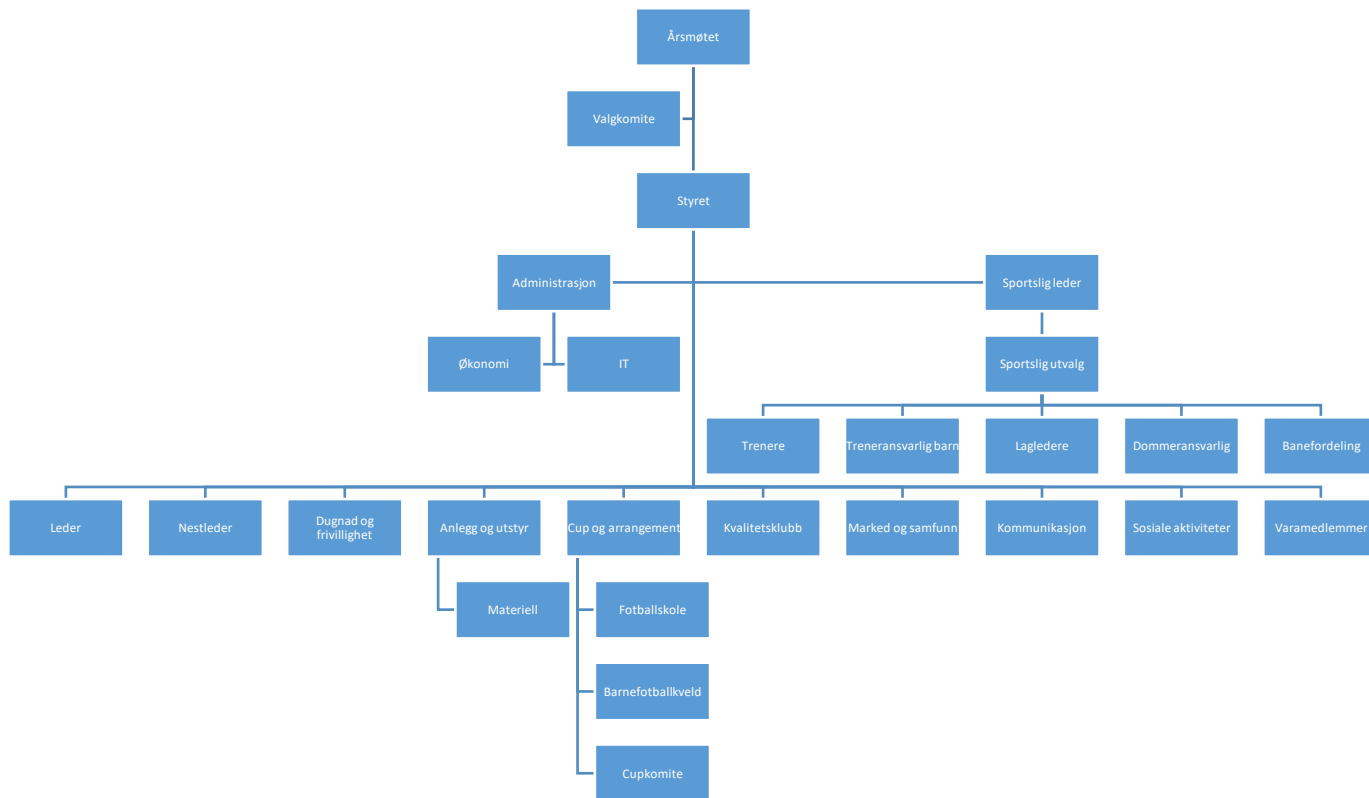 Årsmøtet
Valgkomite
Styret
Administrasjon
Sportslig leder
Økonomi
IT
Sportslig utvalg
Trenere
Treneransvarlig barn
Lagledere
Dommeransvarlig
Banefordeling
Leder
Nestleder
Dugnad og
frivillighet
Anlegg og utstyr
Cup og arrangement
Kvalitetsklubb
Marked og samfunn
Kommunikasjon
Sosiale aktiviteter
Varamedlemmer
Materiell
Fotballskole
Barnefotballkveld
Cupkomite